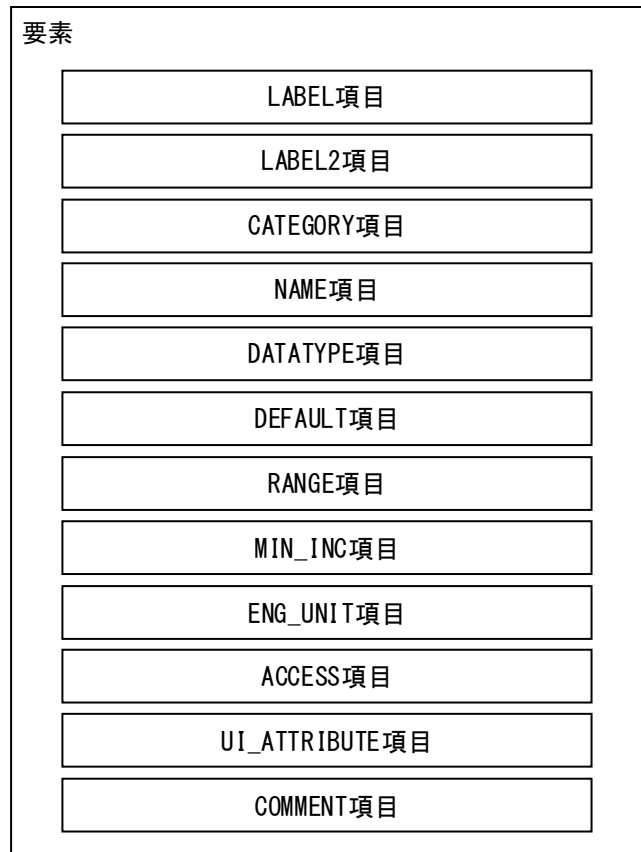 要素
LABEL項目
LABEL2項目
CATEGORY項目
NAME項目
DATATYPE項目
DEFAULT項目
RANGE項目
MIN_INC項目
ENG_UNIT項目
ACCESS項目
UI_ATTRIBUTE項目
COMMENT項目